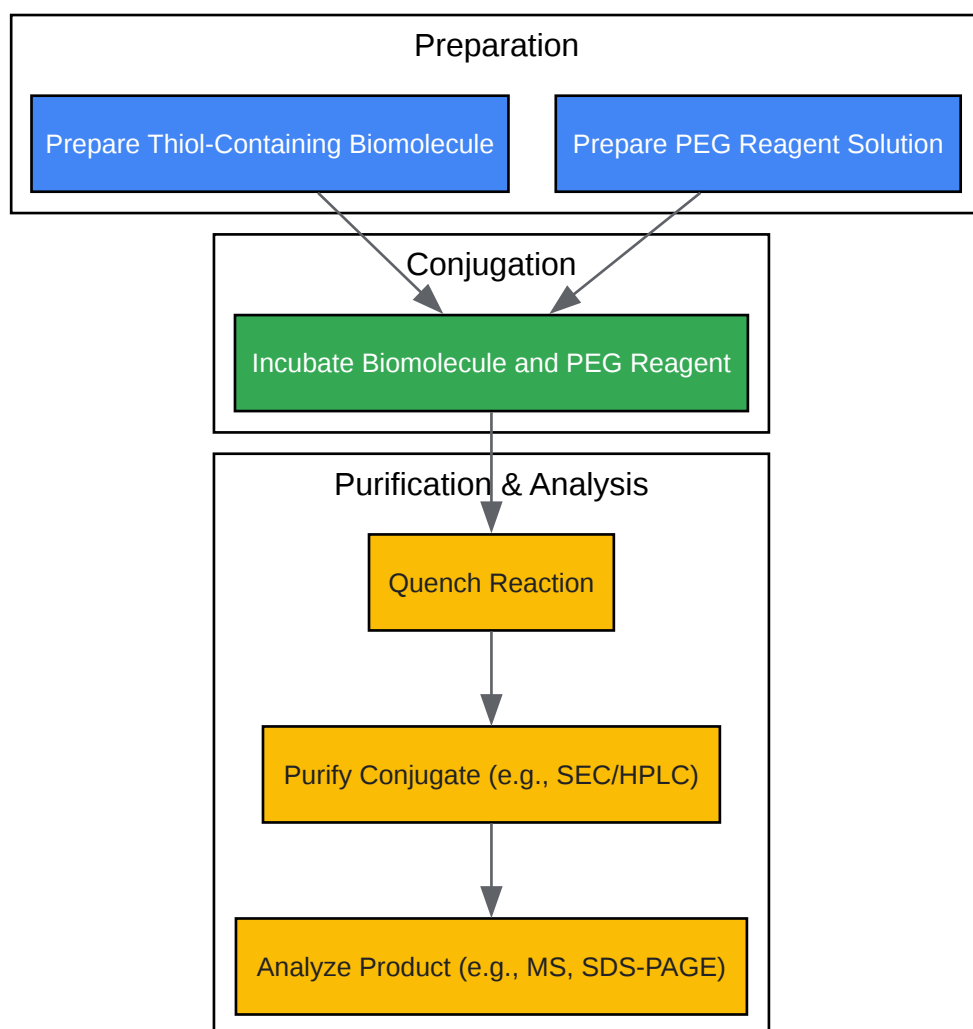 Preparation
Prepare Thiol-Containing Biomolecule
Prepare PEG Reagent Solution
Conjugation
Incubate Biomolecule and PEG Reagent
Purification & Analysis
Quench Reaction
Purify Conjugate (e.g., SEC/HPLC)
Analyze Product (e.g., MS, SDS-PAGE)